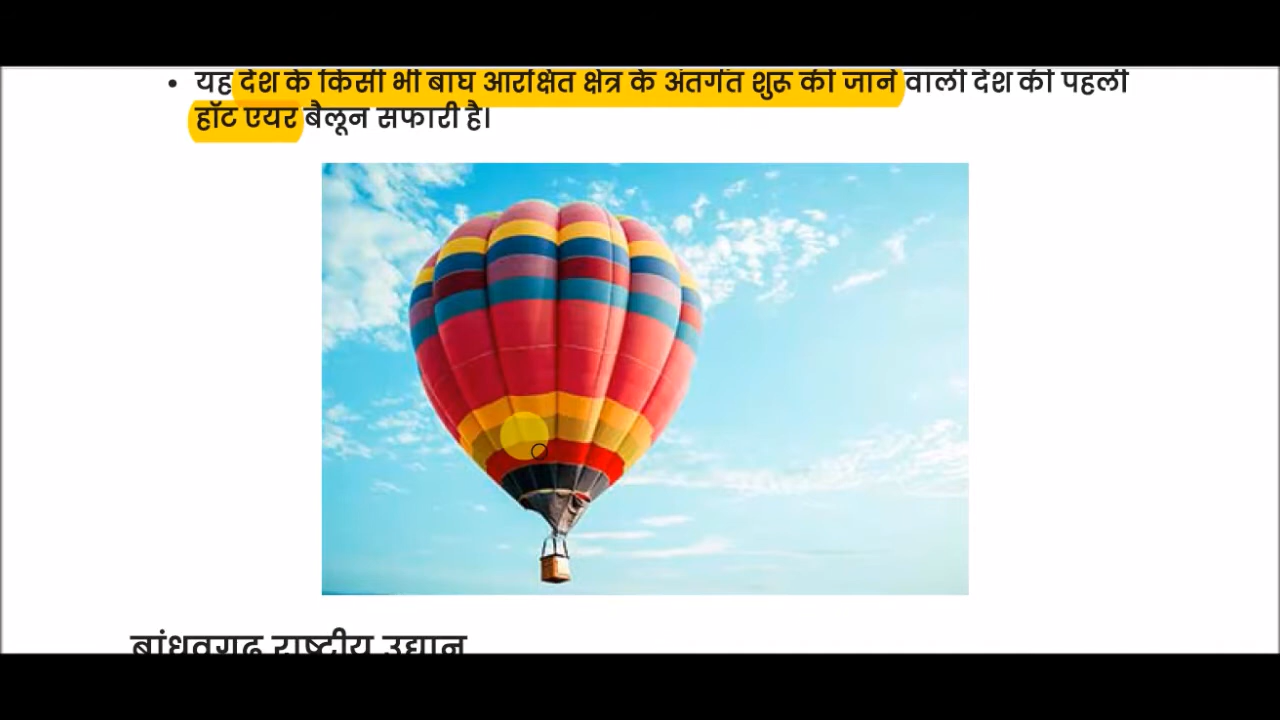 • यह देश के किसी भी बाघ आरक्षित क्षेत्र के अंतर्गत शुरू की जाने वाली देश की पहली
हॉट एयर बैलून सफारी है।
बांधवगढ़ राष्ट्रीय उद्यान